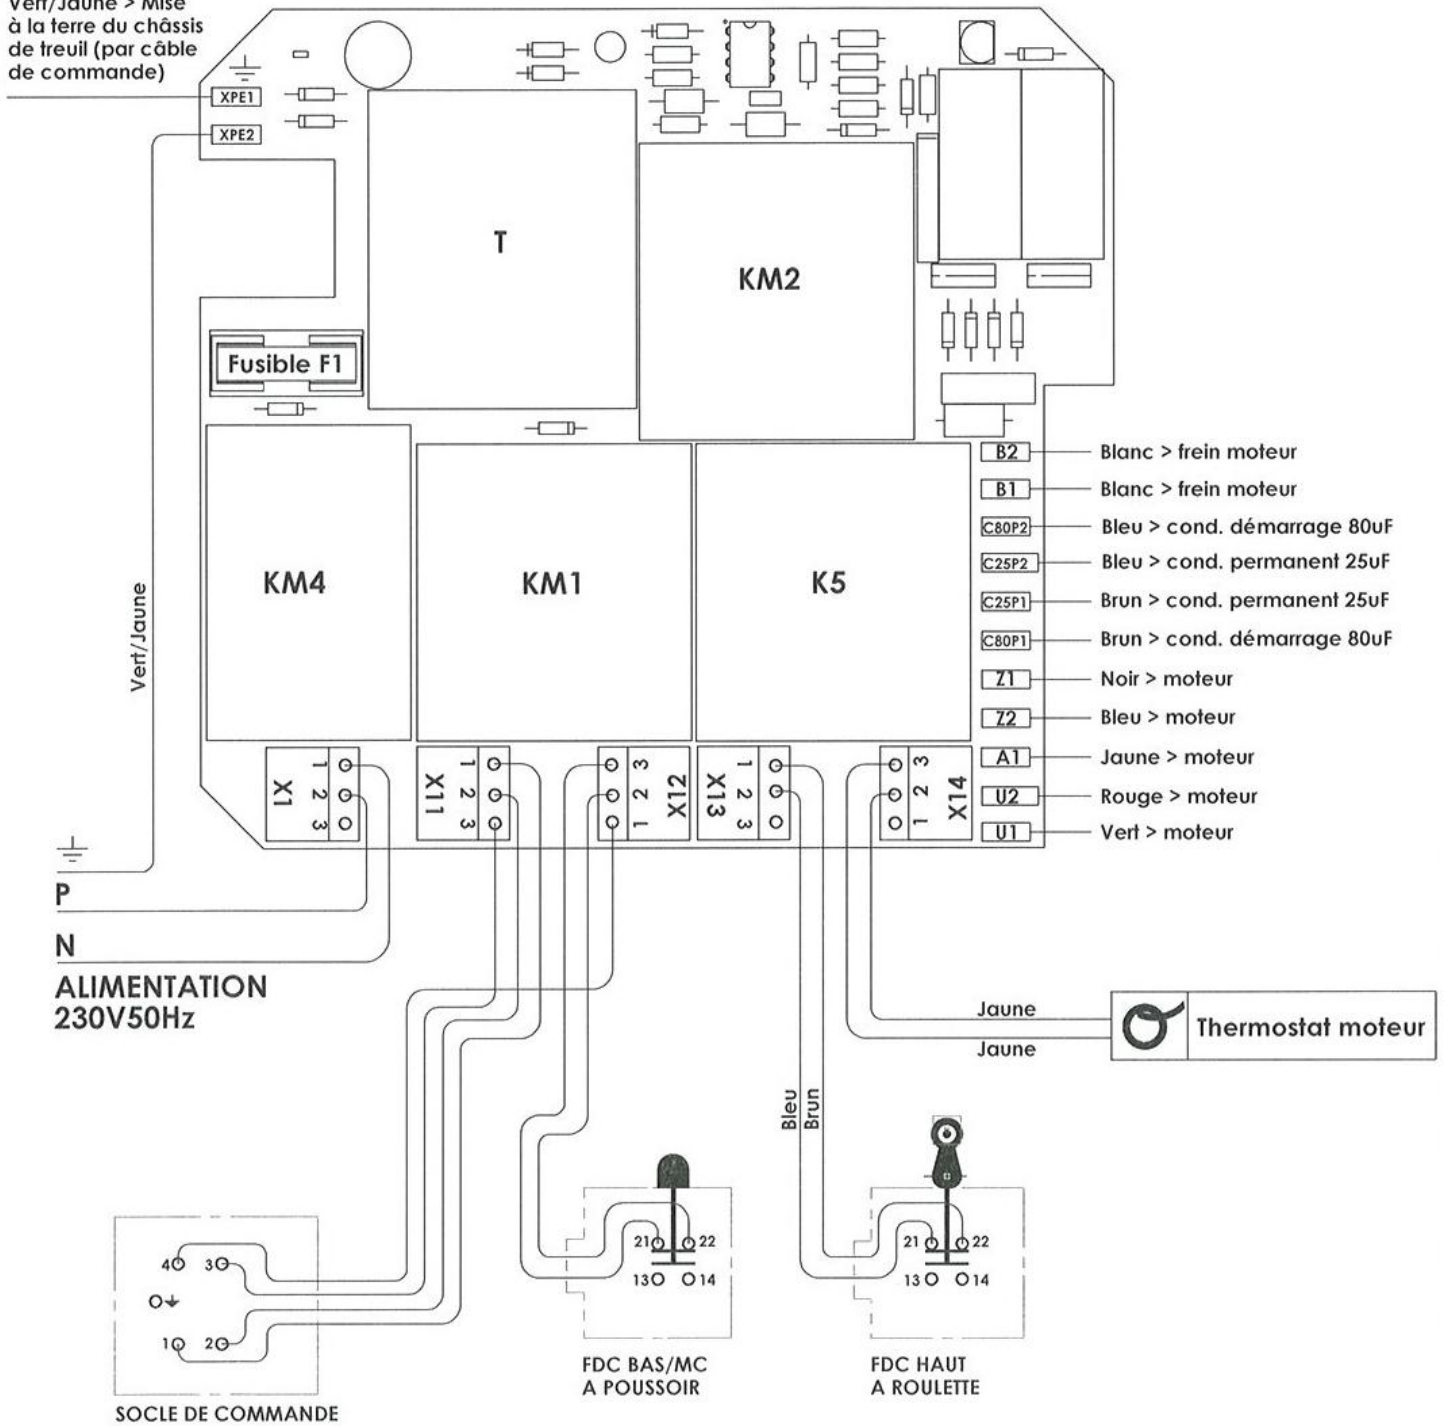 Vert/Jaune > Mise
à la terre du châssis
de treuil (par câble
de commande)
XPE1
XPE2
T
KM2
Fusible F1
KM4
KM1
K5
B2
Blanc > frein moteur
B1
Blanc > frein moteur
C80P2
Bleu > cond. démarrage 80uF
C25P2
Bleu > cond. permanent 25uF
C25P1
Brun > cond. permanent 25uF
C80P1
Brun > cond. démarrage 80uF
Z1
Noir > moteur
Z2
Bleu > moteur
A1
Jaune > moteur
U2
Rouge > moteur
U1
Vert > moteur
Vert/Jaune
X1
1
2
3
X11
1
2
3
3
2
1
X12
X13
1
2
3
3
2
1
X14
P
N
ALIMENTATION
230V50Hz
Jaune
Jaune
Thermostat moteur
Bleu
Brun
4
3
1
2
SOCLE DE COMMANDE
21
22
13
14
FDC BAS/MC
A POUSSOIR
21
22
13
14
FDC HAUT
A ROULETTE